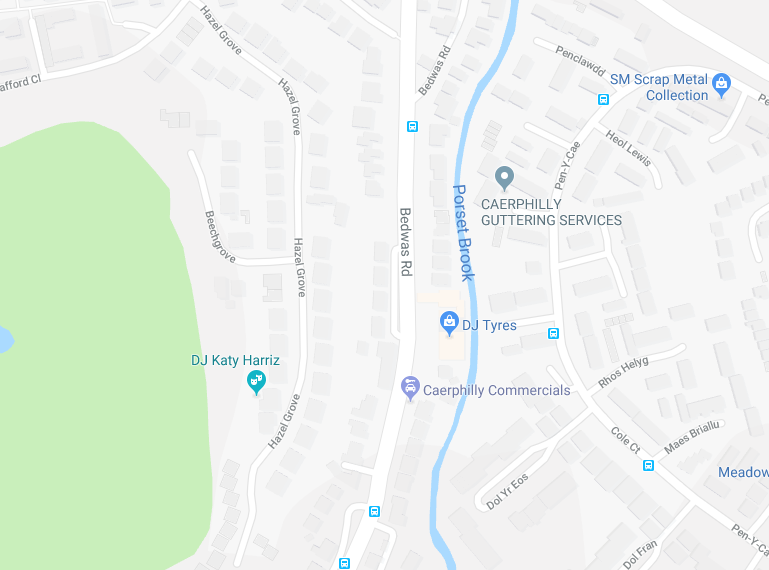 Hazel Grove
Bedwas Rd
Penclawdd
afford Cl
SM Scrap Metal
Collection
Pe
Hazel Grove
Heol Lewis
Pen-Y-Cae
CAERPHILLY
GUTTERING SERVICES
Porset Brook
Bedwas Rd
Beechgrove
Hazel Grove
DJ Tyres
DJ Katy Harriz
Rhos Helyg
Caerphilly Commercials
Hazel Grove
Cole Ct
Maes Briallu
Meadow
Dol Yr Eos
Pen-Y-Ca
Dol Fran